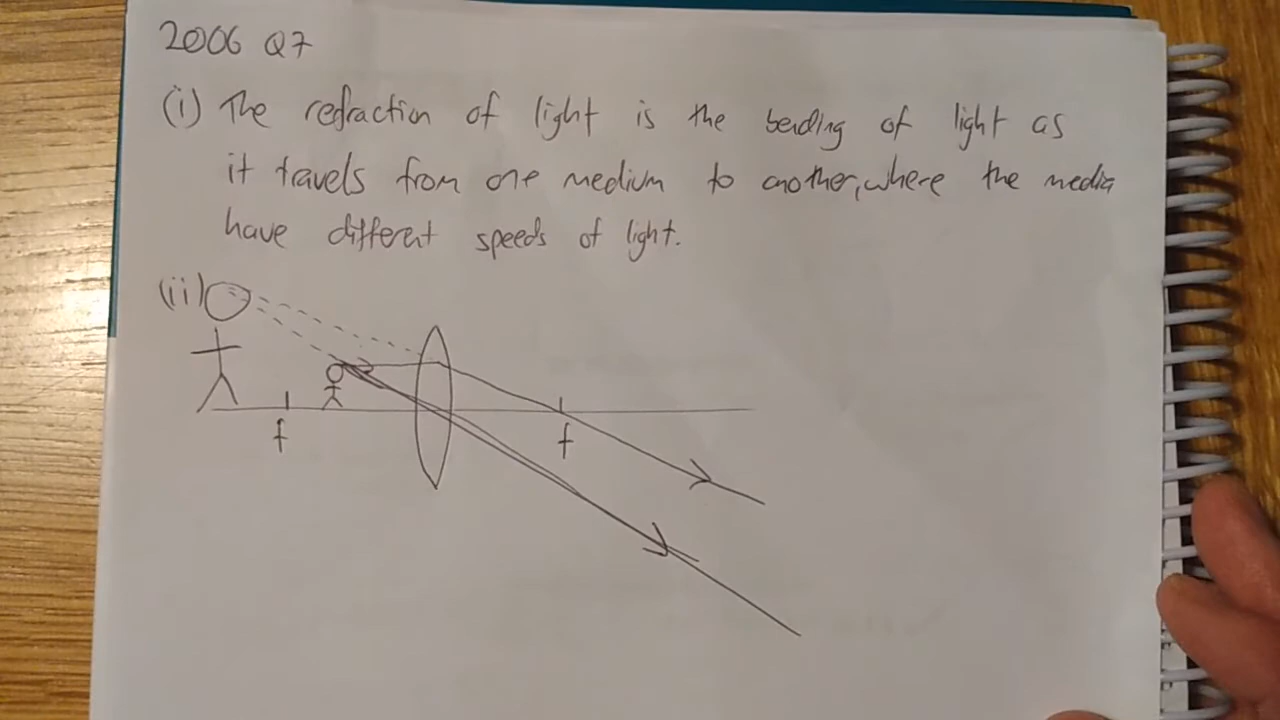 2006 Q7
(i) The refraction of light is the bending of light as
it travels from one medium to another, where the media
have different speeds of light.
(ii)
f
f